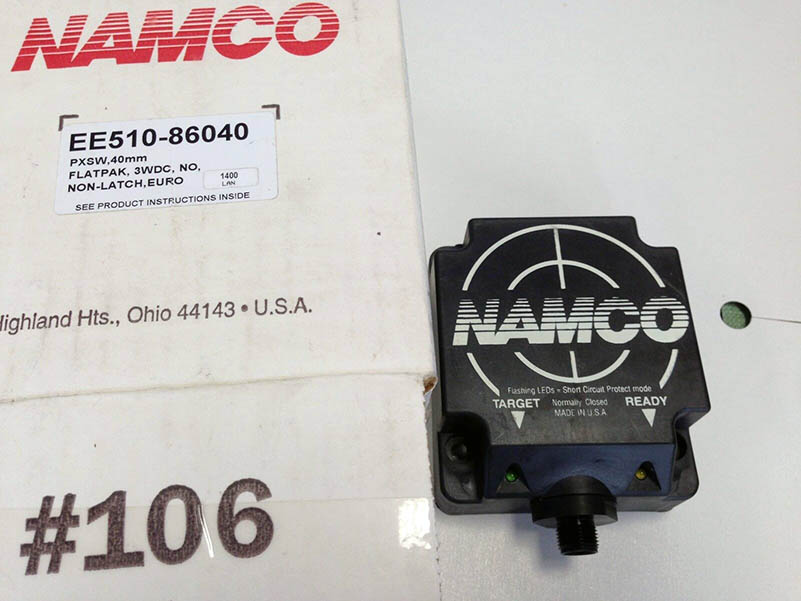 NAMCO
EE510-86040
PXSW,40mm
FLATPAK, 3WDC, NO,
NON-LATCH,EURO
1400
LAN
SEE PRODUCT INSTRUCTIONS INSIDE
Highland Hts., Ohio 44143 • U.S.A.
#106
NAMCO
Flashing LEDs = Short Circuit Protect mode
TARGET Normally Closed READY
MADE IN U.S.A